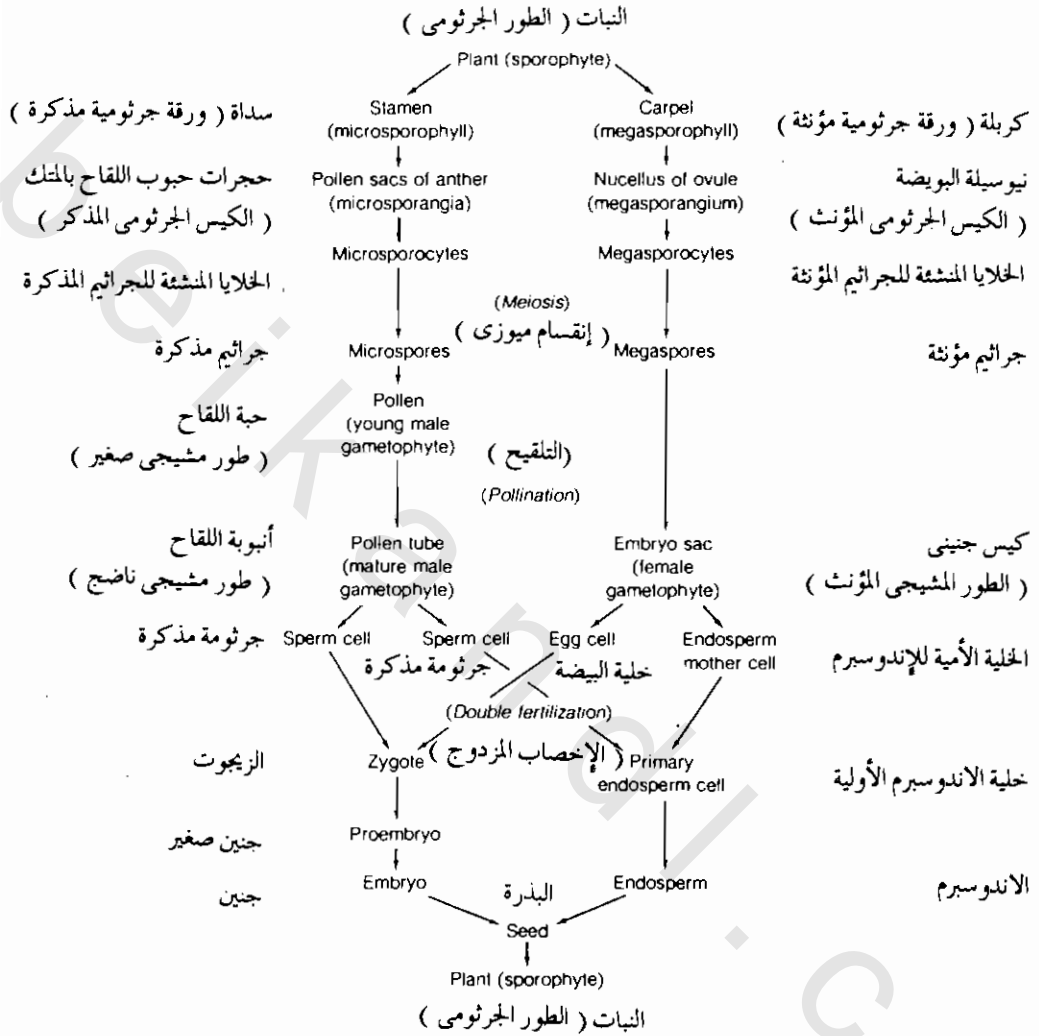 النبات ( الطور الجرثومى )
Plant (sporophyte)
سداة ( ورقة جرثومية مذكرة )
Stamen
(microsporophyll)
Carpel
(megasporophyll)
كربلة ( ورقة جرثومية مؤنثة )
حجرات حبوب اللقاح بالمتك
( الكيس الجرثومى المذكر )
Pollen sacs of anther
(microsporangia)
Nucellus of ovule
(megasporangium)
نيوسيلة البويضة
( الكيس الجرثومى المؤنث )
الخلايا المنشئة للجراثيم المذكرة
Microsporocytes
Megasporocytes
الخلايا المنشئة للجراثيم المؤنثة
(Meiosis)
( إنقسام ميوزى )
جراثيم مذكرة
Microspores
Megaspores
جراثيم مؤنثة
حبة اللقاح
( طور مشيجى صغير )
Pollen
(young male
gametophyte)
(التلقيح )
(Pollination)
أنبوبة اللقاح
( طور مشيجى ناضج )
Pollen tube
(mature male
gametophyte)
Embryo sac
(female
gametophyte)
كيس جنينى
( الطور المشيجى المؤنث )
جرثومة مذكرة
Sperm cell
Sperm cell
جرثومة مذكرة
Egg cell
خلية البيضة
Endosperm
mother cell
الخلية الأمية للإندوسبرم
(Double fertilization)
( الإخصاب المزدوج )
الزيجوت
Zygote
Primary
endosperm cell
خلية الاندوسبرم الأولية
جنين صغير
Proembryo
جنين
Embryo
البذرة
Endosperm
الاندوسبرم
Seed
Plant (sporophyte)
النبات ( الطور الجرثومى )
beikandl.c